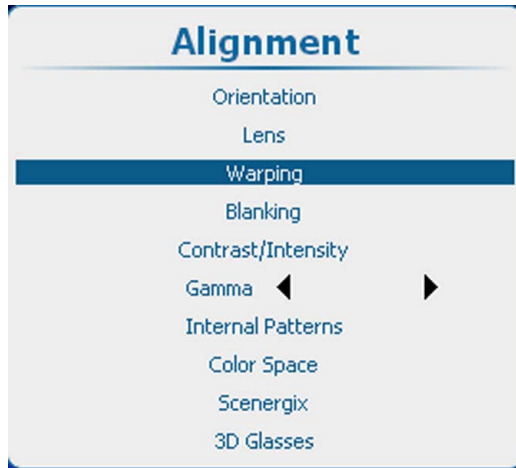 Alignment
Orientation
Lens
Warping
Blanking
Contrast/Intensity
Gamma
Internal Patterns
Color Space
Scenergix
3D Glasses